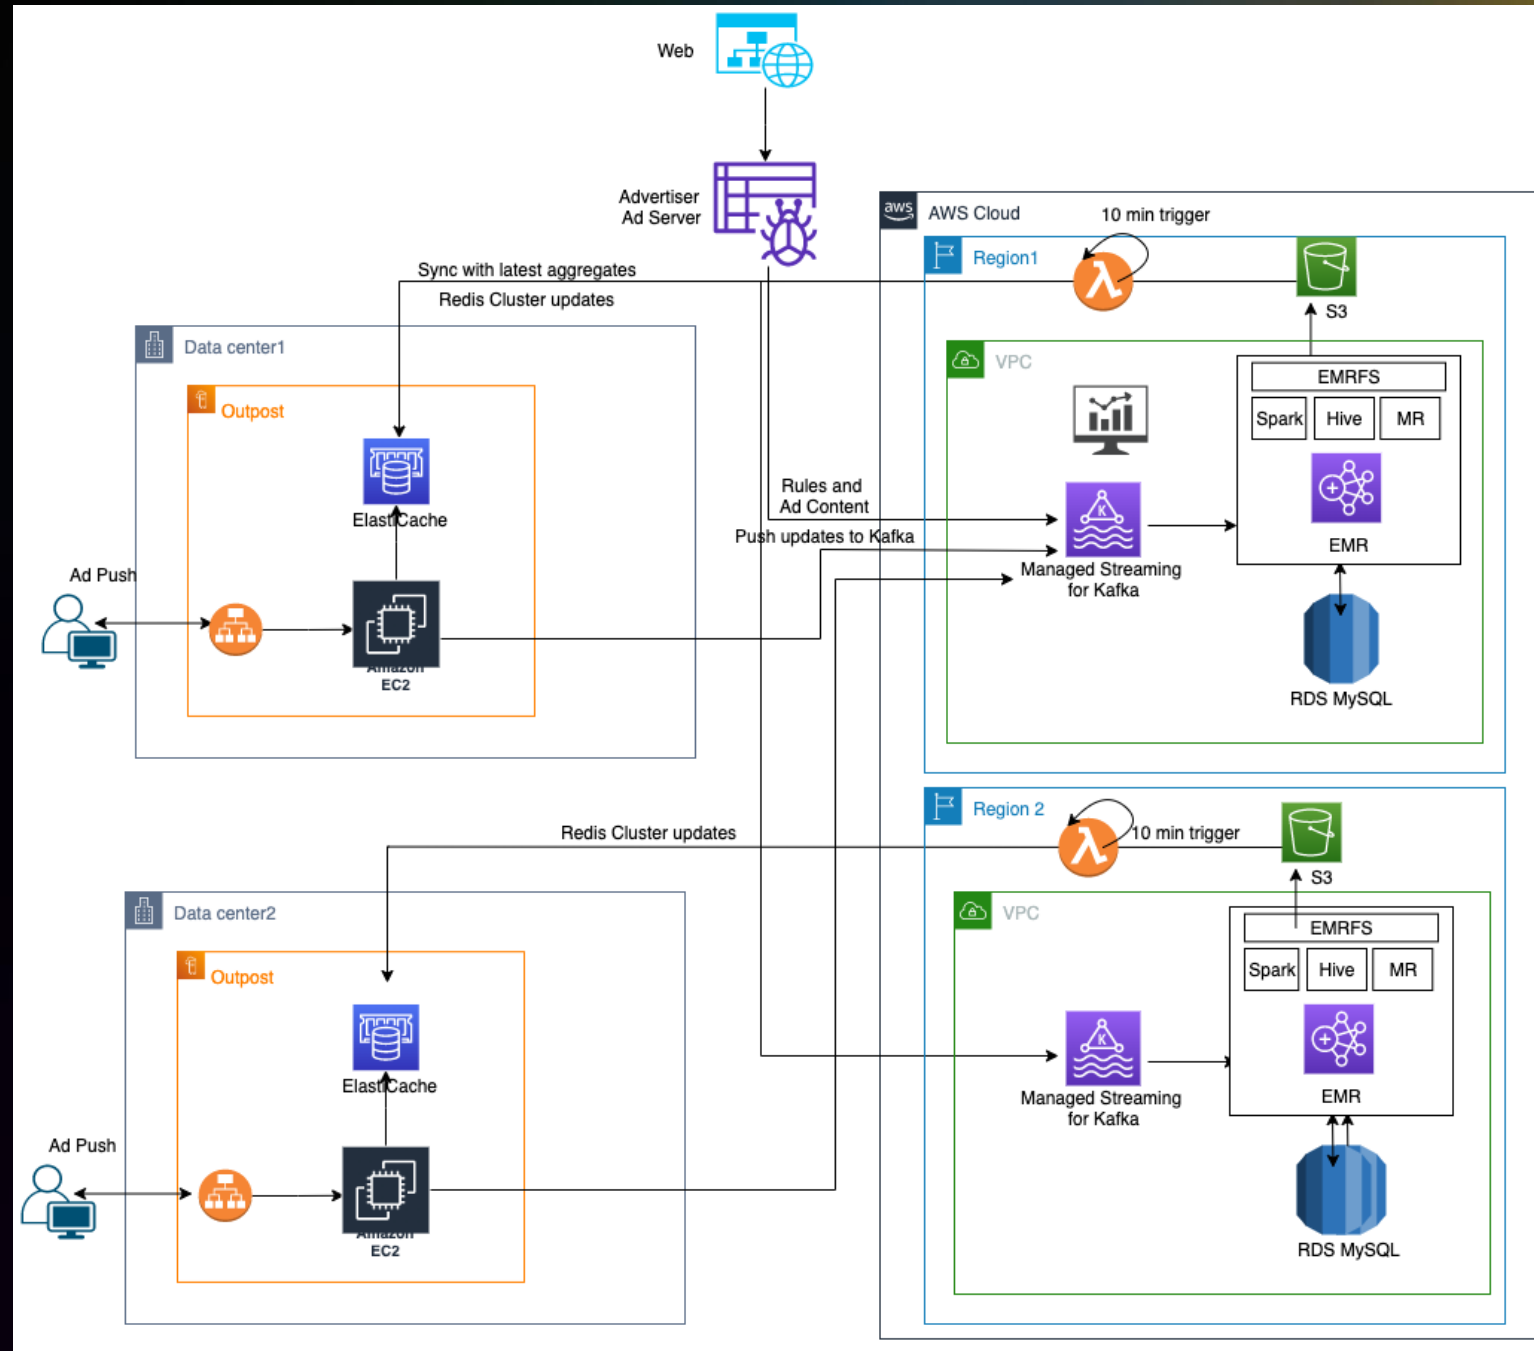 Web
Advertiser
Ad Server
aws
AWS Cloud
10 min trigger
Region1
Sync with latest aggregates
Redis Cluster updates
S3
Data center1
VPC
EMRFS
Outpost
Spark
Hive
MR
Rules and
Ad Content
ElastiCache
K
Push updates to Kafka
EMR
Ad Push
Managed Streaming
for Kafka
Amazon
EC2
RDS MySQL
Region 2
Redis Cluster updates
10 min trigger
S3
Data center2
VPC
EMRFS
Outpost
Spark
Hive
MR
K
ElastiCache
Managed Streaming
for Kafka
EMR
Ad Push
Amazon
EC2
RDS MySQL